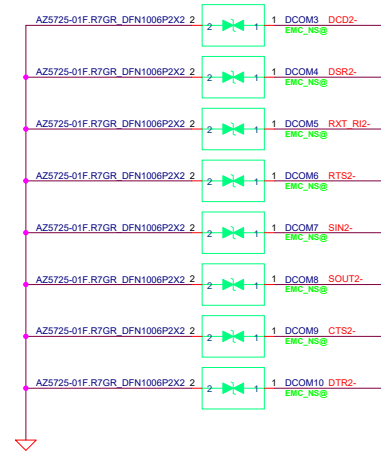 AZ5725-01F.R7GR_DFN1006P2X2 2 2 1 1 DCOM3 DCD2-
EMC_NS@
AZ5725-01F.R7GR_DFN1006P2X2 2 2 1 1 DCOM4 DSR2-
EMC_NS@
AZ5725-01F.R7GR_DFN1006P2X2 2 2 1 1 DCOM5 RXT_RI2-
EMC_NS@
AZ5725-01F.R7GR_DFN1006P2X2 2 2 1 1 DCOM6 RTS2-
EMC_NS@
AZ5725-01F.R7GR_DFN1006P2X2 2 2 1 1 DCOM7 SIN2-
EMC_NS@
AZ5725-01F.R7GR_DFN1006P2X2 2 2 1 1 DCOM8 SOUT2-
EMC_NS@
AZ5725-01F.R7GR_DFN1006P2X2 2 2 1 1 DCOM9 CTS2-
EMC_NS@
AZ5725-01F.R7GR_DFN1006P2X2 2 2 1 1 DCOM10 DTR2-
EMC_NS@